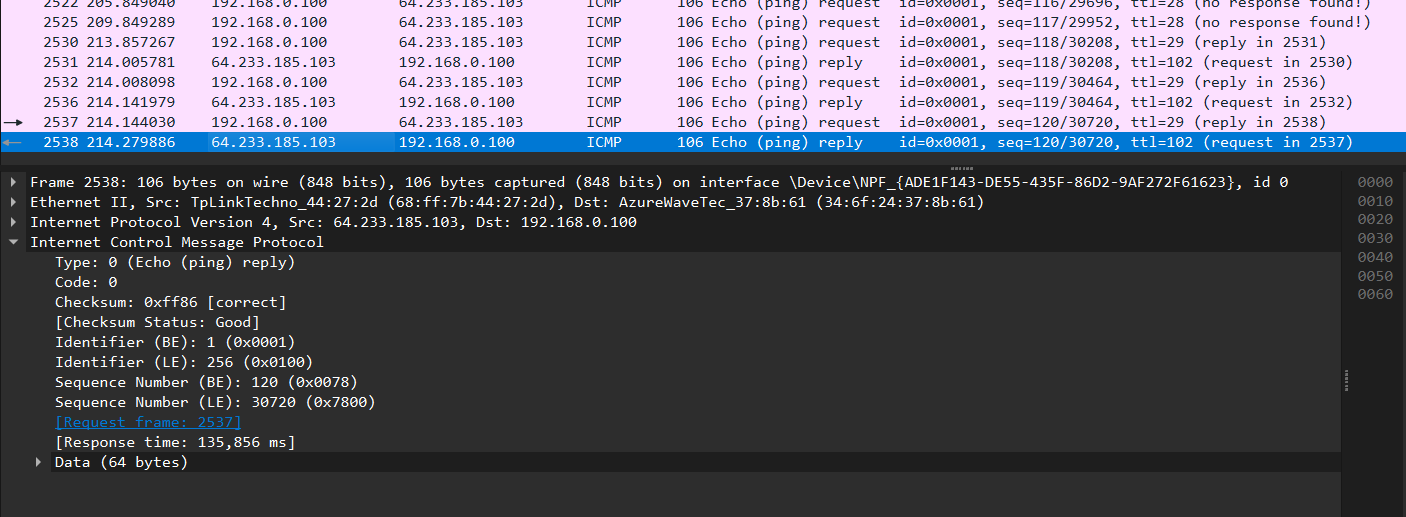 2522 205.849040 192.168.0.100 64.233.185.103 ICMP 106 Echo (ping) request id=0x0001, seq=116/29696, ttl=28 (no response found!)
2525 209.849289 192.168.0.100 64.233.185.103 ICMP 106 Echo (ping) request id=0x0001, seq=117/29952, ttl=28 (no response found!)
2530 213.857267 192.168.0.100 64.233.185.103 ICMP 106 Echo (ping) request id=0x0001, seq=118/30208, ttl=29 (reply in 2531)
2531 214.005781 64.233.185.103 192.168.0.100 ICMP 106 Echo (ping) reply id=0x0001, seq=118/30208, ttl=102 (request in 2530)
2532 214.008098 192.168.0.100 64.233.185.103 ICMP 106 Echo (ping) request id=0x0001, seq=119/30464, ttl=29 (reply in 2536)
2536 214.141979 64.233.185.103 192.168.0.100 ICMP 106 Echo (ping) reply id=0x0001, seq=119/30464, ttl=102 (request in 2532)
2537 214.144030 192.168.0.100 64.233.185.103 ICMP 106 Echo (ping) request id=0x0001, seq=120/30720, ttl=29 (reply in 2538)
2538 214.279886 64.233.185.103 192.168.0.100 ICMP 106 Echo (ping) reply id=0x0001, seq=120/30720, ttl=102 (request in 2537)
Frame 2538: 106 bytes on wire (848 bits), 106 bytes captured (848 bits) on interface \Device\NPF_{ADE1F143-DE55-435F-86D2-9AF272F61623}, id 0
Ethernet II, Src: TpLinkTechno_44:27:2d (68:ff:7b:44:27:2d), Dst: AzureWaveTec_37:8b:61 (34:6f:24:37:8b:61)
Internet Protocol Version 4, Src: 64.233.185.103, Dst: 192.168.0.100
Internet Control Message Protocol
Type: 0 (Echo (ping) reply)
Code: 0
Checksum: 0xff86 [correct]
[Checksum Status: Good]
Identifier (BE): 1 (0x0001)
Identifier (LE): 256 (0x0100)
Sequence Number (BE): 120 (0x0078)
Sequence Number (LE): 30720 (0x7800)
[Request frame: 2537]
[Response time: 135,856 ms]
Data (64 bytes)
0000
0010
0020
0030
0040
0050
0060